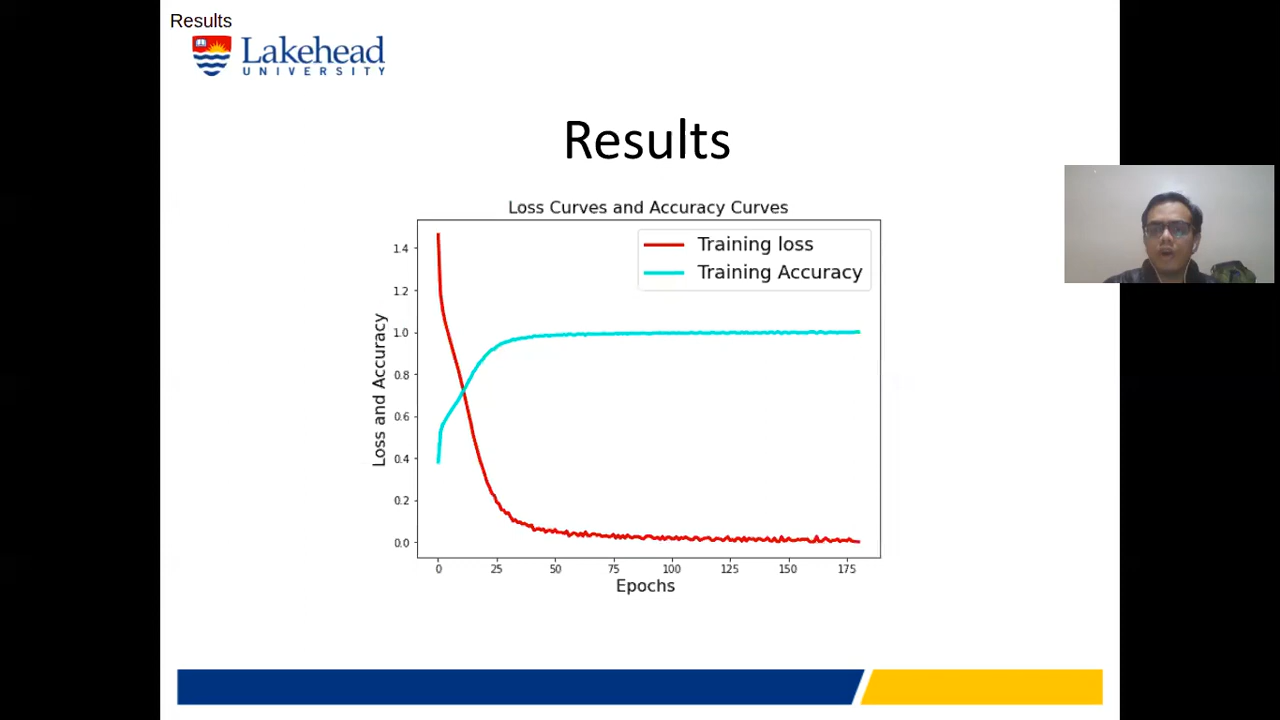 Results
Lakehead
UNIVERSITY
Results
Loss Curves and Accuracy Curves
Training loss
Training Accuracy
Loss and Accuracy
1.4
1.2
1.0
0.8
0.6
0.4
0.2
0.0
0 25 50 75 100 125 150 175
Epochs